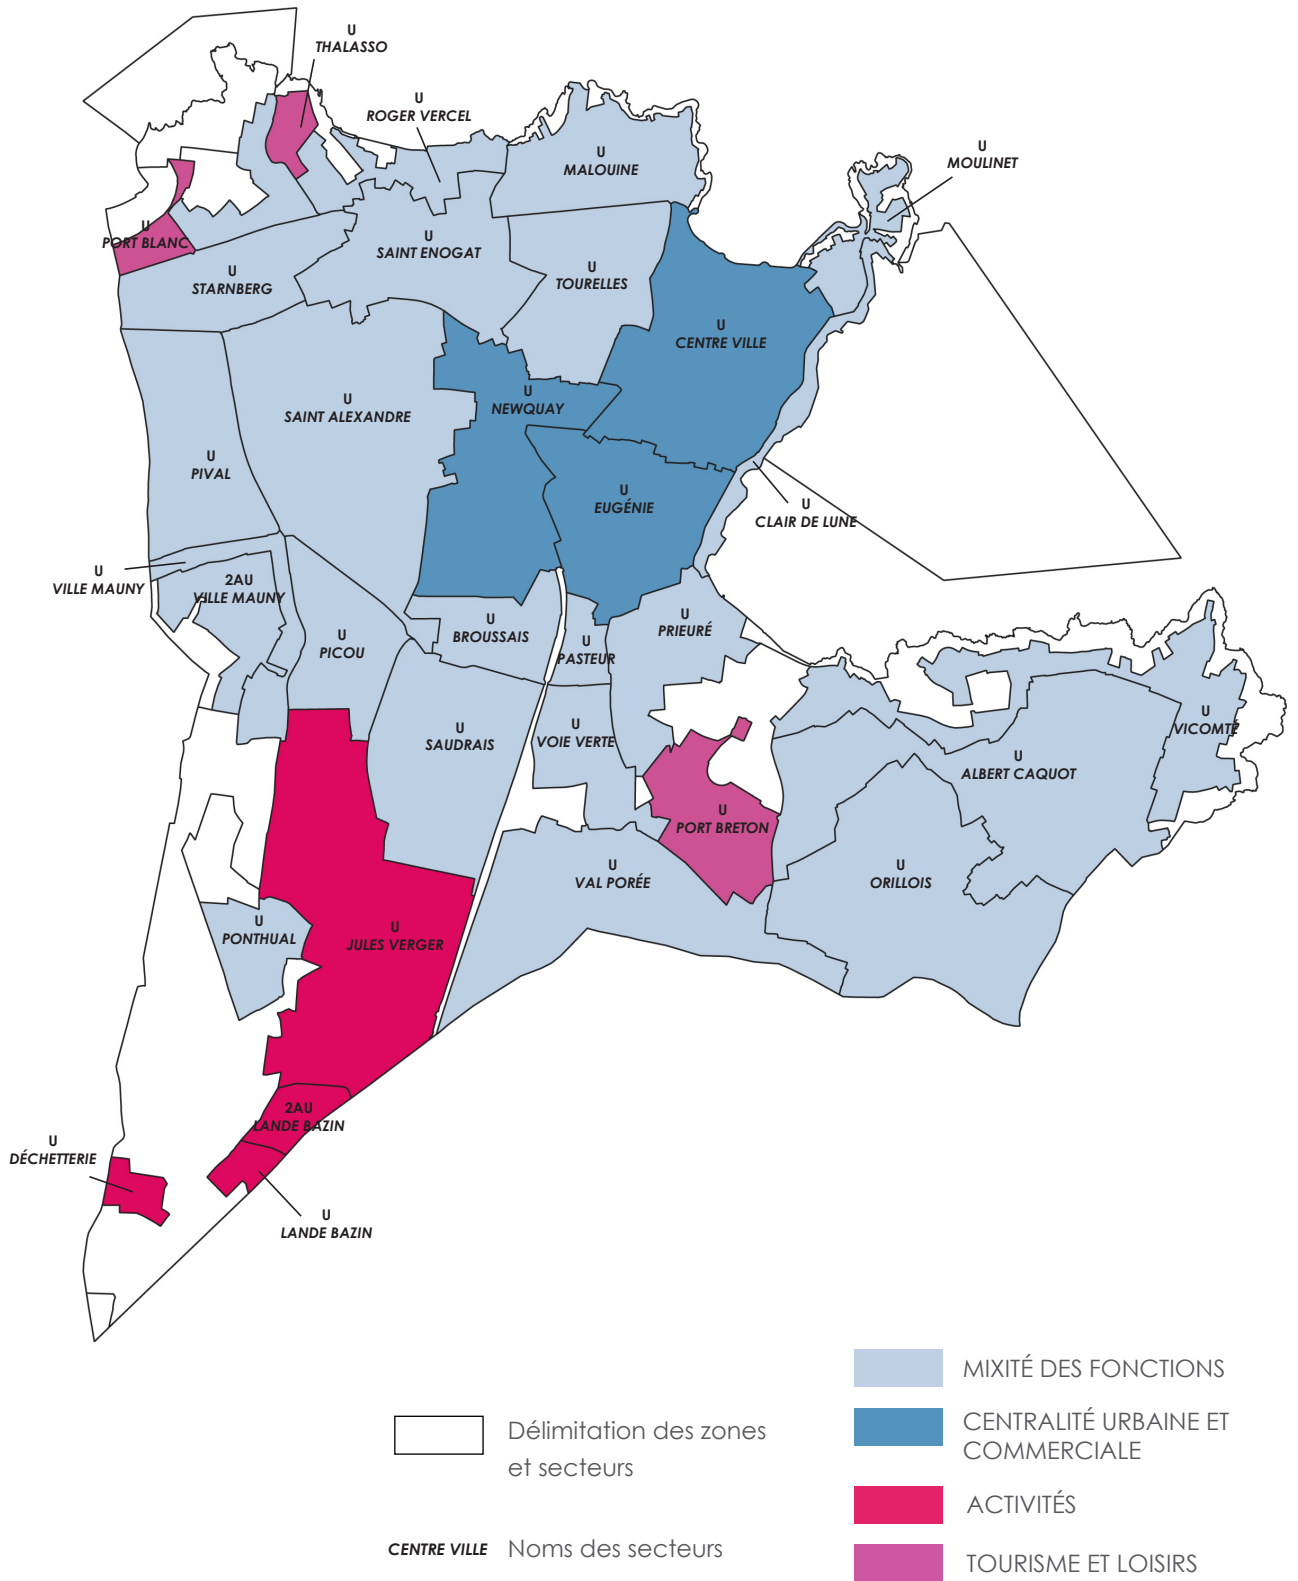 U
THALASSO
U
ROGER VERCEL
U
MALOUINE
U
MOULINET
U
PORT BLANC
U
STARNBERG
U
SAINT ENOGAT
U
TOURELLES
U
CENTRE VILLE
U
SAINT ALEXANDRE
U
NEWQUAY
U
PIVAL
U
EUGÉNIE
U
CLAIR DE LUNE
U
VILLE MAUNY
2AU
VILLE MAUNY
U
PICOU
U
BROUSSAIS
U
PASTEUR
U
PRIEURÉ
U
SAUDRAIS
U
VOIE VERTE
U
VICOMTÉ
U
ALBERT CAQUOT
U
PORT BRETON
U
VAL PORÉE
U
ORILLOIS
U
PONTHUAL
U
JULES VERGER
2AU
LANDE BAZIN
U
DÉCHETTERIE
U
LANDE BAZIN
Délimitation des zones
et secteurs
CENTRE VILLE Noms des secteurs
MIXITÉ DES FONCTIONS
CENTRALITÉ URBAINE ET
COMMERCIALE
ACTIVITÉS
TOURISME ET LOISIRS